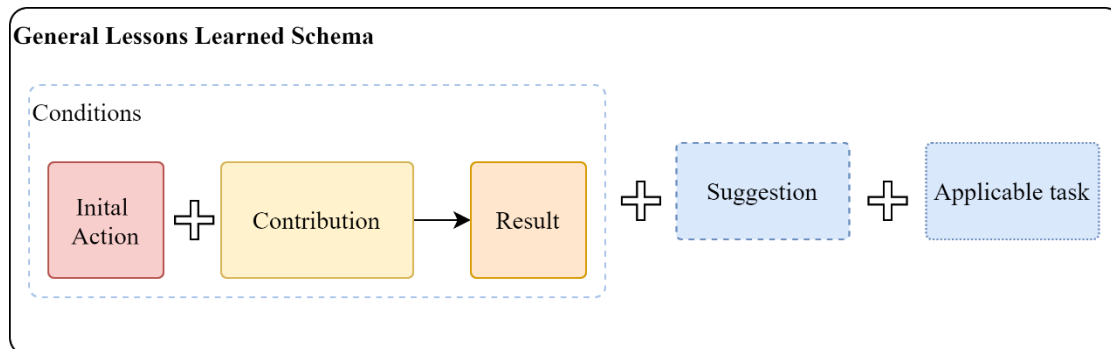 General Lessons Learned Schema
Conditions
Inital
Action
Contribution
Result
Suggestion
Applicable task